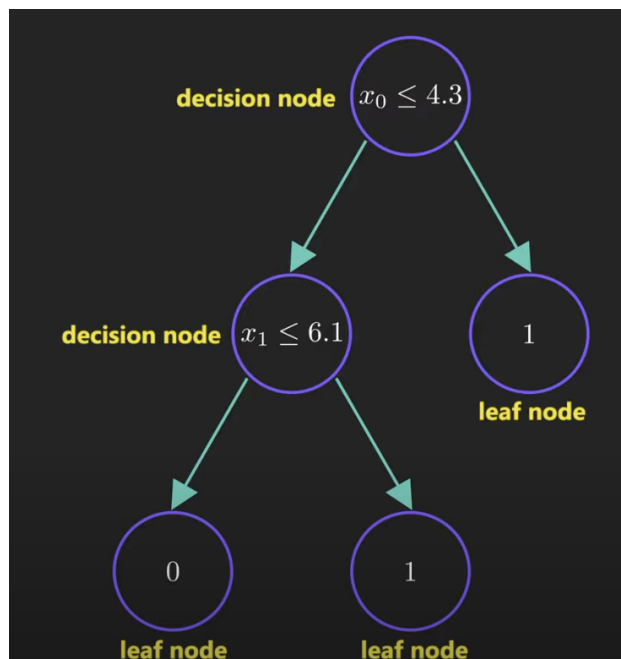 decision node
x₀ ≤ 4.3
decision node
x₁ ≤ 6.1
1
leaf node
0
1
leaf node
leaf node